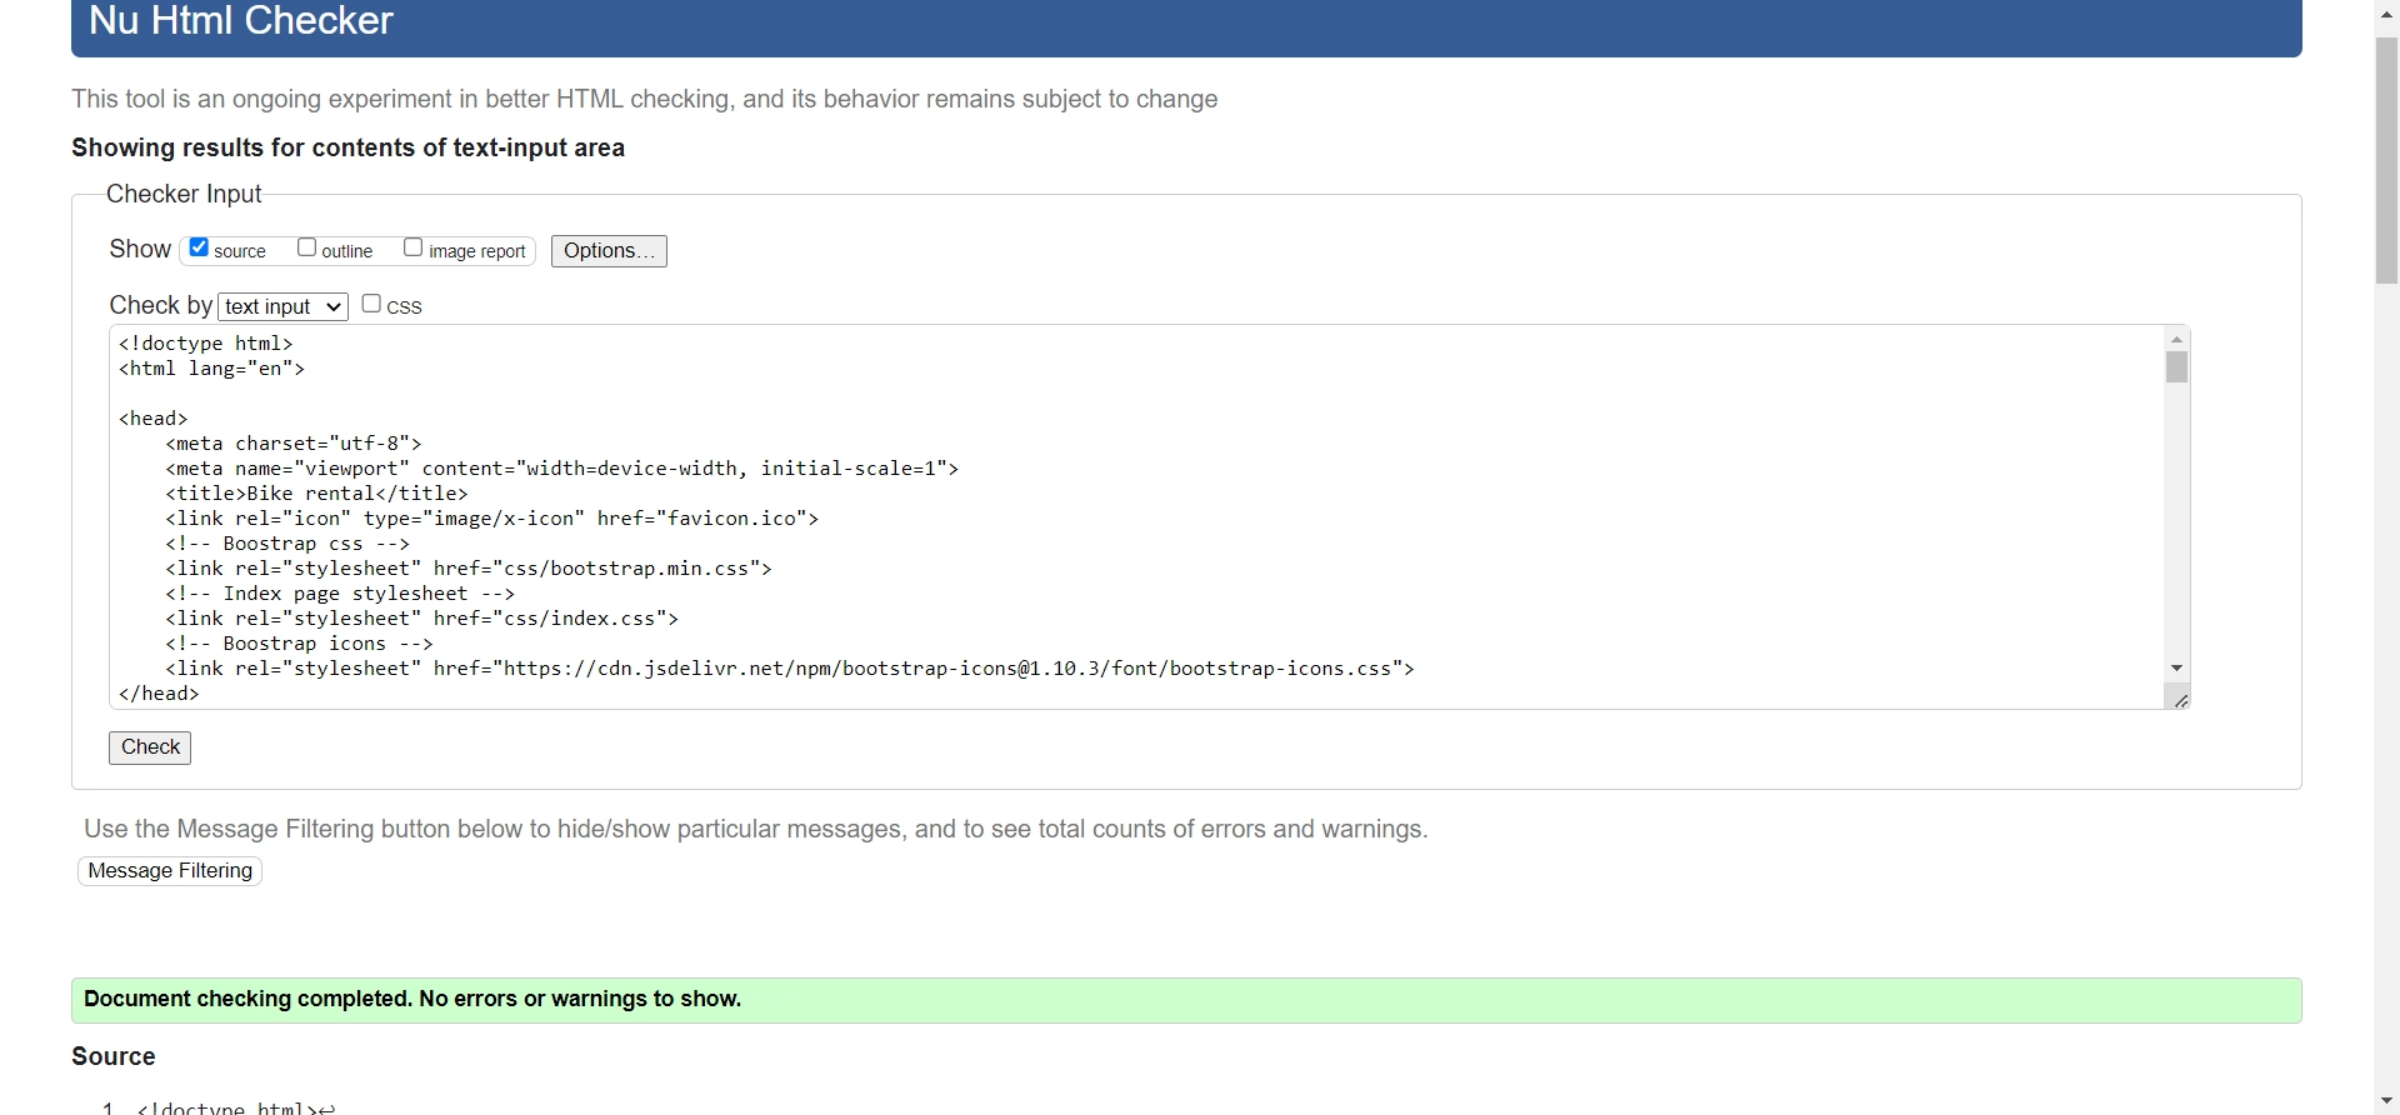 Nu Html Checker
This tool is an ongoing experiment in better HTML checking, and its behavior remains subject to change
Showing results for contents of text-input area
Checker Input
Show source outline image report Options...
Check by text input CSS
<!doctype html>
<html lang="en">
<head>
<meta charset="utf-8">
<meta name="viewport" content="width=device-width, initial-scale=1">
<title>Bike rental</title>
<link rel="icon" type="image/x-icon" href="favicon.ico">
<!-- Boostrap css -->
<link rel="stylesheet" href="css/bootstrap.min.css">
<!-- Index page stylesheet -->
<link rel="stylesheet" href="css/index.css">
<!-- Boostrap icons -->
<link rel="stylesheet" href="https://cdn.jsdelivr.net/npm/bootstrap-icons@1.10.3/font/bootstrap-icons.css">
</head>
Check
Use the Message Filtering button below to hide/show particular messages, and to see total counts of errors and warnings.
Message Filtering
Document checking completed. No errors or warnings to show.
Source
1. <!doctype html>↩